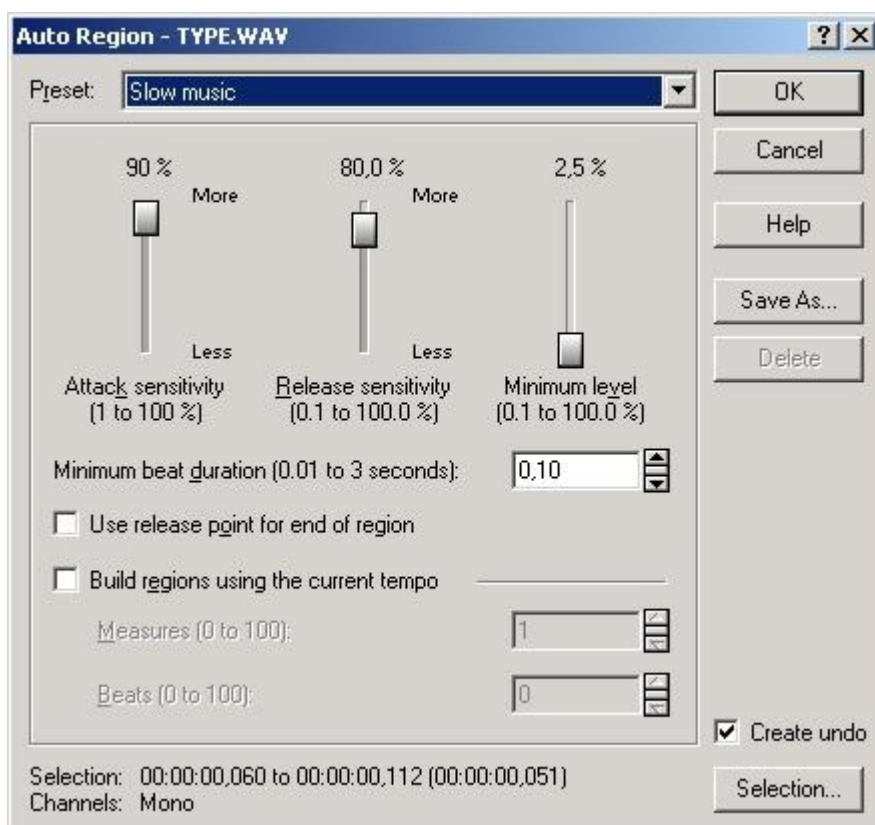 Auto Region - TYPE.WAV
Preset: Slow music
OK
Cancel
Help
Save As...
Delete
90 % 80,0 % 2,5 %
More More
Less Less
Attack sensitivity Release sensitivity Minimum level
(1 to 100 %) (0.1 to 100.0 %) (0.1 to 100.0 %)
Minimum beat duration (0.01 to 3 seconds): 0,10
Use release point for end of region
Build regions using the current tempo
Measures (0 to 100): 1
Beats (0 to 100): 0
Create undo
Selection: 00:00:00,060 to 00:00:00,112 (00:00:00,051)
Channels: Mono
Selection...